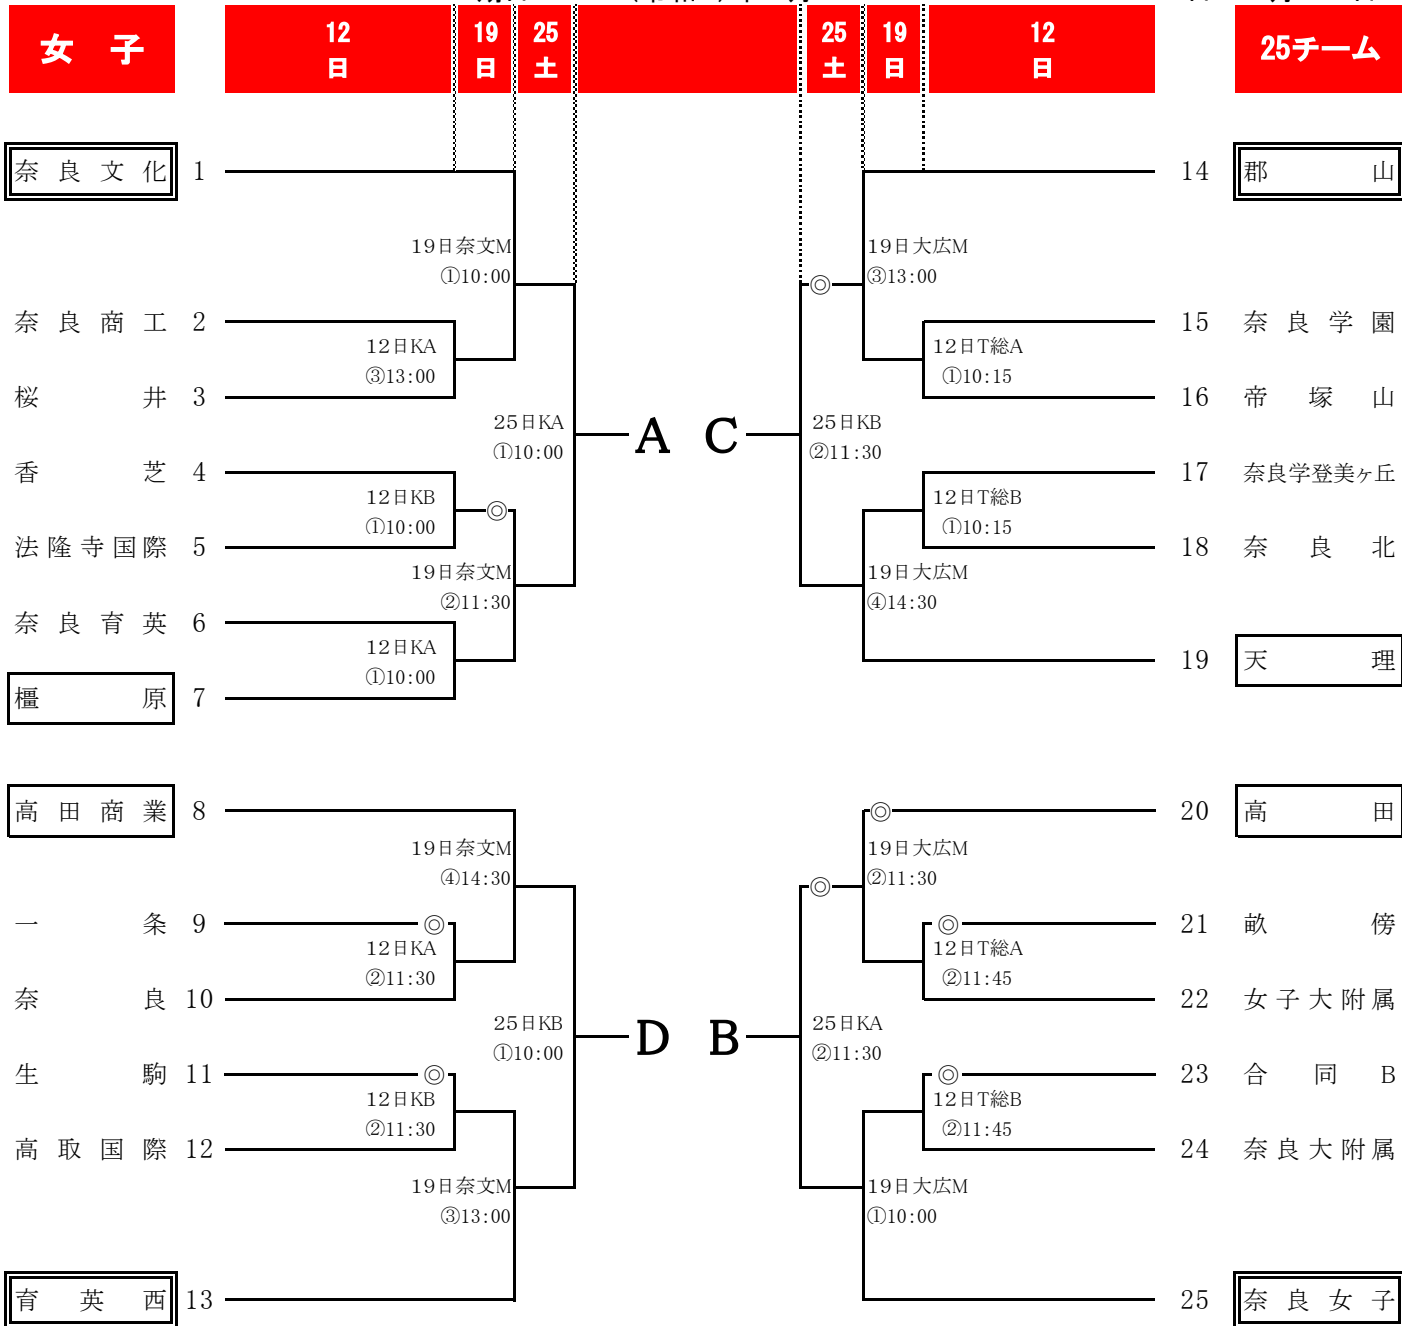 女 子 12 19 25 25 19 12 25チーム
日 日 土 土 日 日
奈良文化 1 14 郡山
19日奈文M 19日大広M
①10:00 ◎ ③13:00
奈良商工 2 15 奈良学園
12日KA 12日T総A
③13:00 ①10:15
桜井 3 16 帝塚山
25日KA A C 25日KB
①10:00 ②11:30
香芝 4 17 奈良学登美ヶ丘
12日KB 12日T総B
①10:00 ◎ ①10:15
法隆寺国際 5 18 奈良北
19日奈文M 19日大広M
②11:30 ④14:30
奈良育英 6
12日KA 19 天理
①10:00
橿原 7
高田商業 8 ◎ 20 高田
19日奈文M 19日大広M
④14:30 ◎ ②11:30
一条 9 ◎ ◎ 21 畝傍
12日KA 12日T総A
②11:30 ②11:45
奈良 10 22 女子大附属
25日KB D B 25日KA
①10:00 ②11:30
生駒 11 ◎ ◎ 23 合同B
12日KB 12日T総B
②11:30 ②11:45
高取国際 12 24 奈良大附属
19日奈文M 19日大広M
③13:00 ①10:00
育英西 13 25 奈良女子